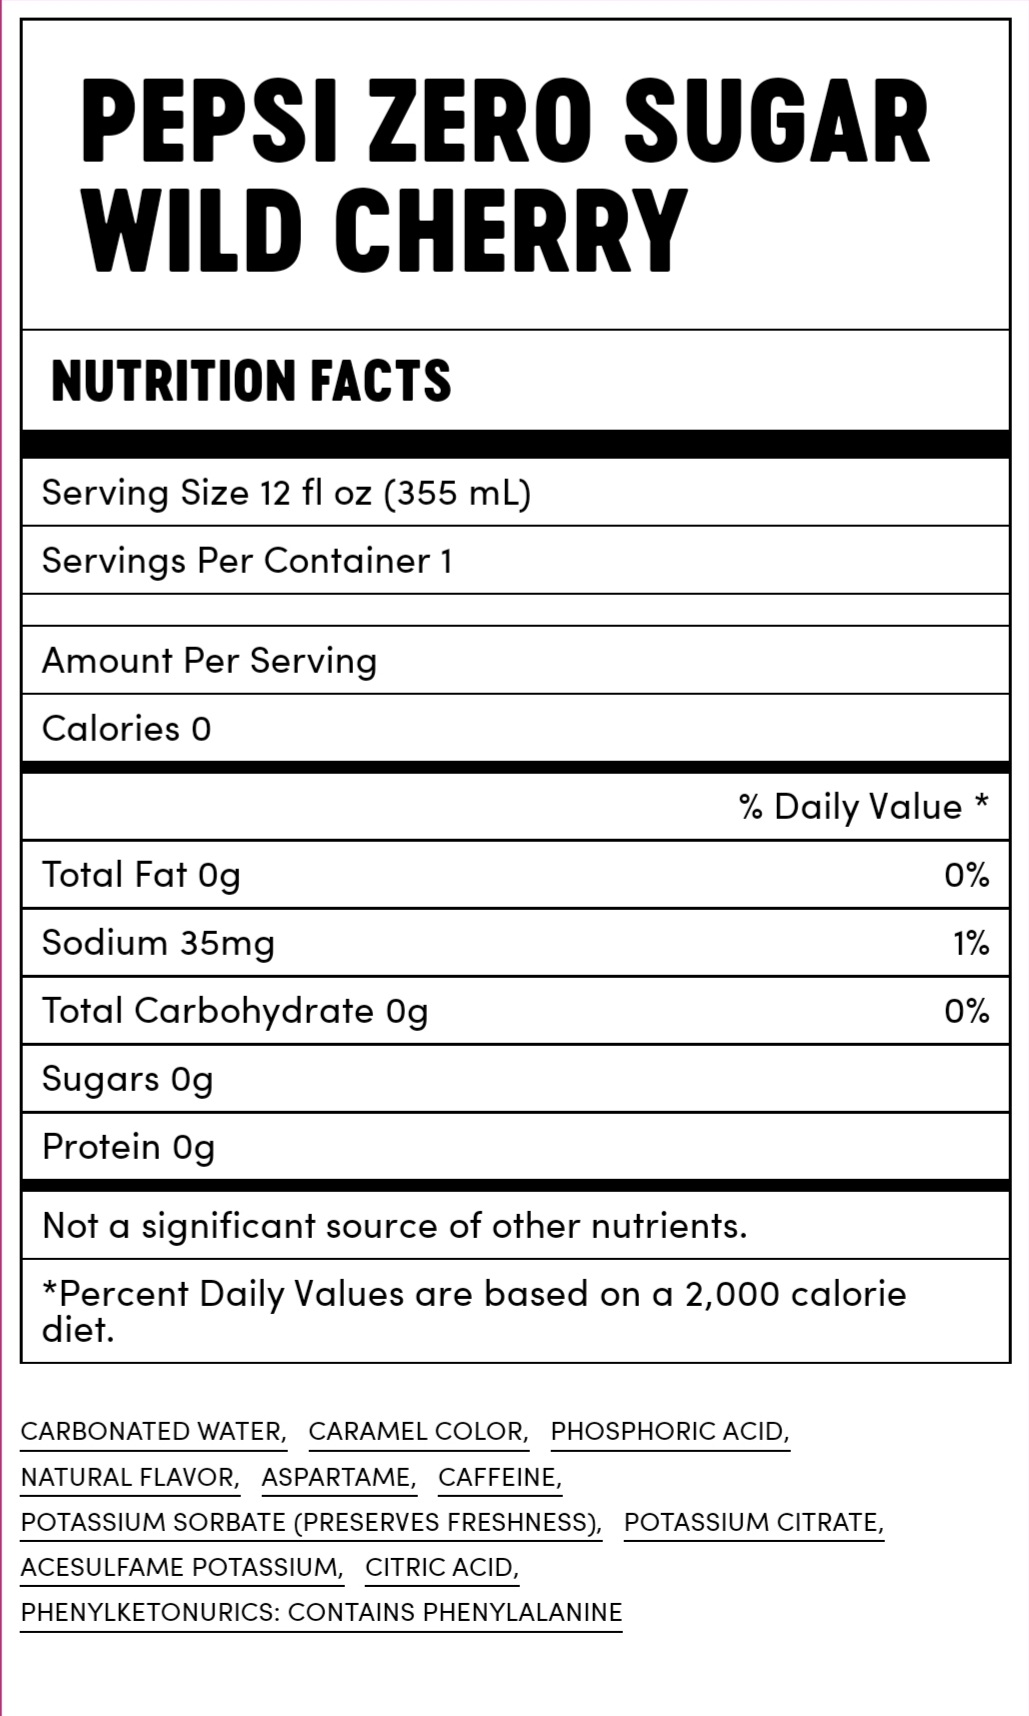 PEPSI ZERO SUGAR
WILD CHERRY
NUTRITION FACTS
Serving Size 12 fl oz (355 mL)
Servings Per Container 1
Amount Per Serving
Calories 0
% Daily Value *
Total Fat 0g 0%
Sodium 35mg 1%
Total Carbohydrate 0g 0%
Sugars 0g
Protein 0g
Not a significant source of other nutrients.
*Percent Daily Values are based on a 2,000 calorie
diet.
CARBONATED WATER, CARAMEL COLOR, PHOSPHORIC ACID,
NATURAL FLAVOR, ASPARTAME, CAFFEINE,
POTASSIUM SORBATE (PRESERVES FRESHNESS), POTASSIUM CITRATE,
ACESULFAME POTASSIUM, CITRIC ACID,
PHENYLKETONURICS: CONTAINS PHENYLALANINE